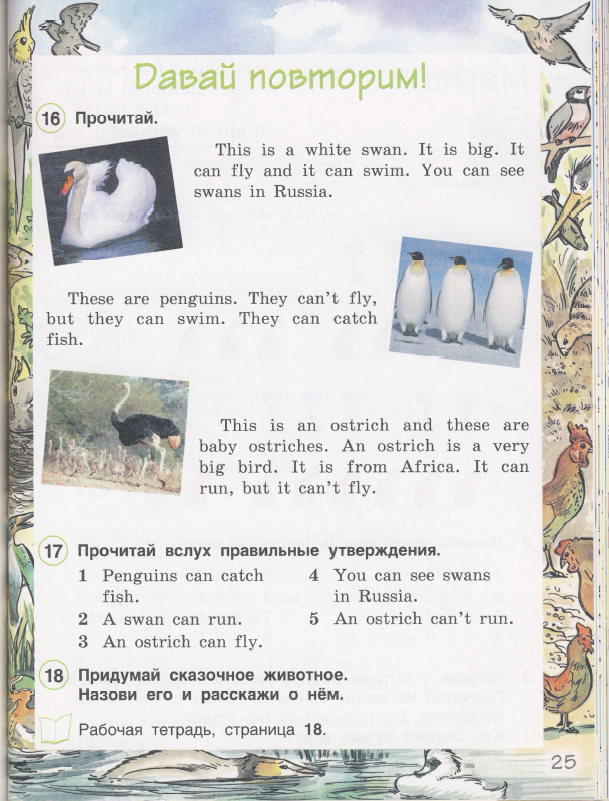 Давай повторим!
16 Прочитай.
This is a white swan. It is big. It
can fly and it can swim. You can see
swans in Russia.
These are penguins. They can't fly,
but they can swim. They can catch
fish.
This is an ostrich and these are
baby ostriches. An ostrich is a very
big bird. It is from Africa. It can
run, but it can't fly.
17 Прочитай вслух правильные утверждения.
1 Penguins can catch
fish.
2 A swan can run.
3 An ostrich can fly.
4 You can see swans
in Russia.
5 An ostrich can't run.
18 Придумай сказочное животное.
Назови его и расскажи о нём.
Рабочая тетрадь, страница 18.
25